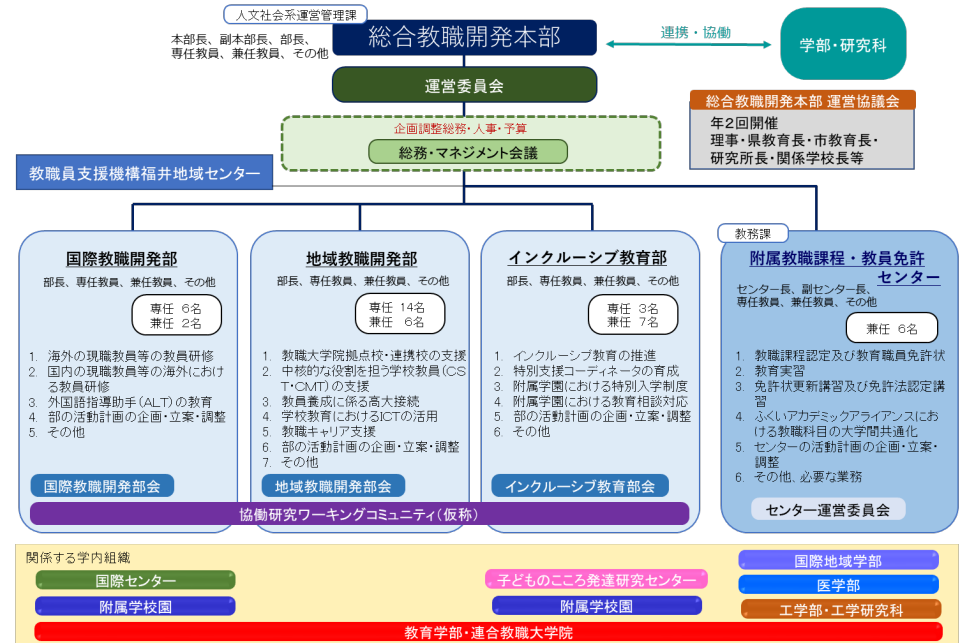 人文社会系運営管理課
本部長、副本部長、部長、
専任教員、兼任教員、その他
総合教職開発本部
連携・協働
学部・研究科
運営委員会
総合教職開発本部 運営協議会
年2回開催
理事・県教育長・市教育長・
研究所長・関係学校長等
企画調整総務・人事・予算
総務・マネジメント会議
教職員支援機構福井地域センター
国際教職開発部
部長、専任教員、兼任教員、その他
専任 6名
兼任 2名
1. 海外の現職教員等の教員研修
2. 国内の現職教員等の海外におけ
る教員研修
3. 外国語指導助手(ALT)の教育
4. 部の活動計画の企画・立案・調整
5. その他
国際教職開発部会
地域教職開発部
部長、専任教員、兼任教員、その他
専任 14名
兼任 6名
1. 教職大学院拠点校・連携校の支援
2. 中核的な役割を担う学校教員(CS
T・CMT)の支援
3. 教員養成に係る高大接続
4. 学校教育におけるICTの活用
5. 教職キャリア支援
6. 部の活動計画の企画・立案・調整
7. その他
地域教職開発部会
インクルーシブ教育部
部長、専任教員、兼任教員、その他
専任 3名
兼任 7名
1. インクルーシブ教育の推進
2. 特別支援コーディネータの育成
3. 附属学園における特別入学制度
4. 附属学園における教育相談対応
5. 部の活動計画の企画・立案・調整
6. その他
インクルーシブ教育部会
教務課
附属教職課程・教員免許
センター
センター長、副センター長、
専任教員、兼任教員、その他
兼任 6名
1. 教職課程認定及び教育職員免許状
2. 教育実習
3. 免許状更新講習及び免許法認定講
習
4. ふくいアカデミックアライアンスにお
ける教職科目の大学間共通化
5. センターの活動計画の企画・立案・
調整
6. その他、必要な業務
センター運営委員会
協働研究ワーキングコミュニティ(仮称)
関係する学内組織
国際センター
附属学校園
子どものこころ発達研究センター
附属学校園
国際地域学部
医学部
工学部・工学研究科
教育学部・連合教職大学院